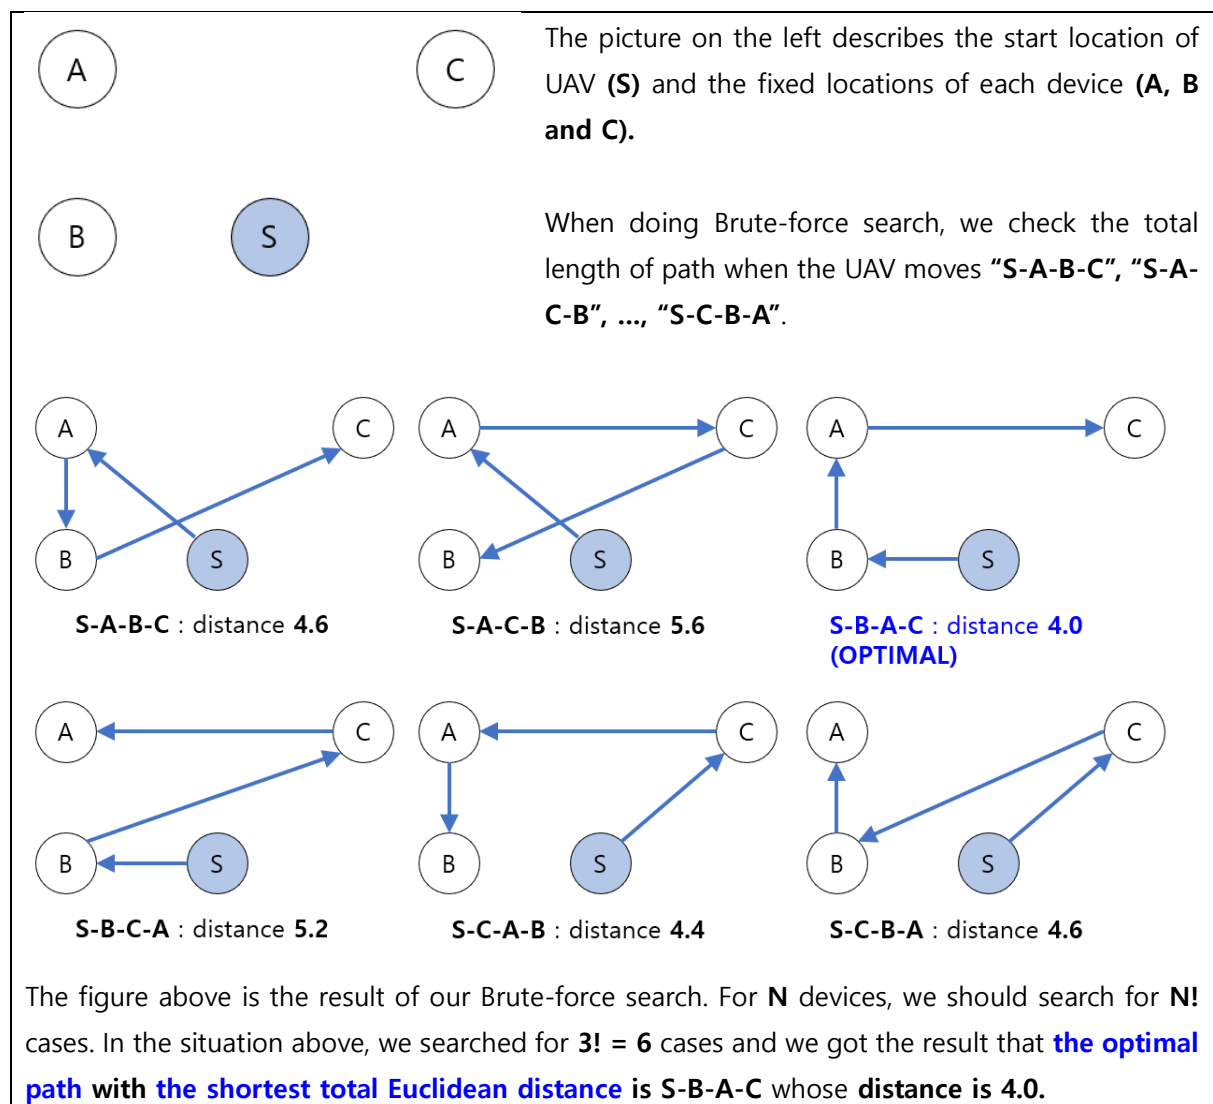 A
C
The picture on the left describes the start location of
UAV (S) and the fixed locations of each device (A, B
and C).
B
S
When doing Brute-force search, we check the total
length of path when the UAV moves “S-A-B-C”, “S-A-
C-B”, …, “S-C-B-A”.
A
C
B
S
S-A-B-C : distance 4.6
A
C
B
S
S-A-C-B : distance 5.6
A
C
B
S
S-B-A-C : distance 4.0
(OPTIMAL)
A
C
B
S
S-B-C-A : distance 5.2
A
C
B
S
S-C-A-B : distance 4.4
A
C
B
S
S-C-B-A : distance 4.6
The figure above is the result of our Brute-force search. For N devices, we should search for N!
cases. In the situation above, we searched for 3! = 6 cases and we got the result that the optimal
path with the shortest total Euclidean distance is S-B-A-C whose distance is 4.0.